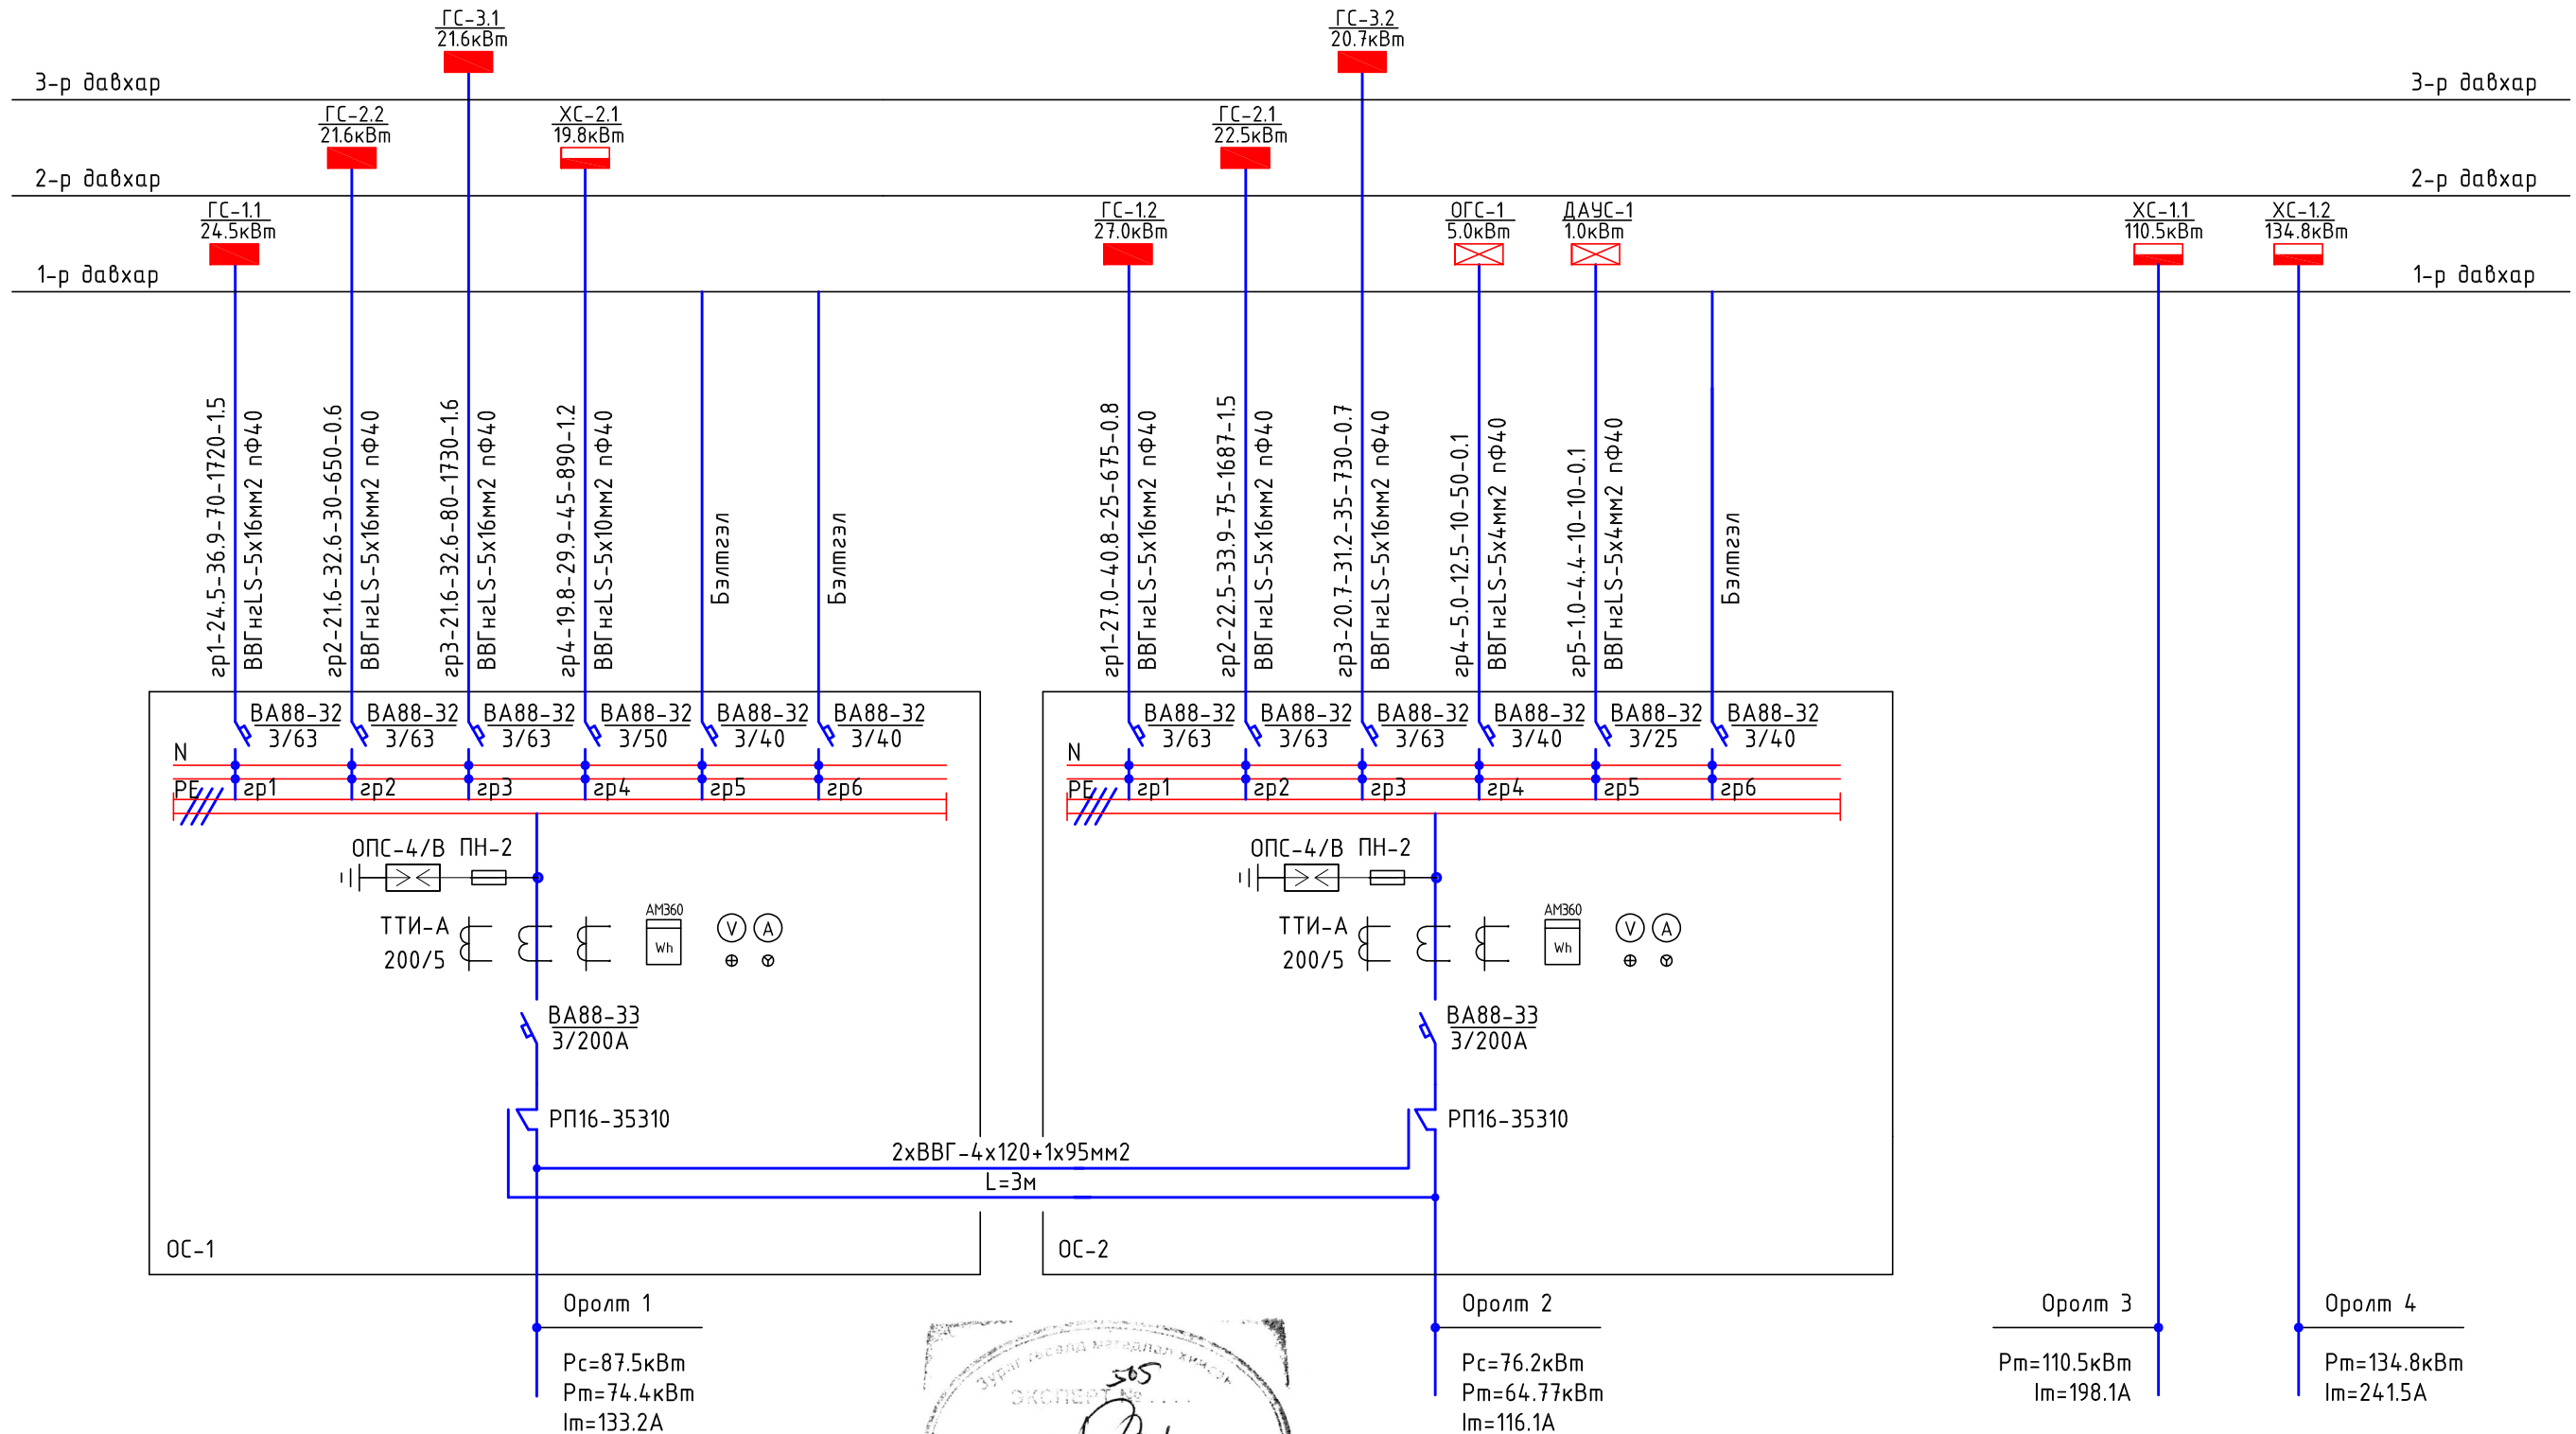 ГС-3.1
21.6кВт
ГС-3.2
20.7кВт
3-р давхар
3-р давхар
ГС-2.2
21.6кВт
ХС-2.1
19.8кВт
ГС-2.1
22.5кВт
2-р давхар
2-р давхар
ГС-1.1
24.5кВт
ГС-1.2
27.0кВт
ОГС-1
5.0кВт
ДАУС-1
1.0кВт
ХС-1.1
110.5кВт
ХС-1.2
134.8кВт
1-р давхар
1-р давхар
гр1-24.5-36.9-70-1720-1.5
ВВГнгLS-5х16мм2 пФ40
гр2-21.6-32.6-30-650-0.6
ВВГнгLS-5х16мм2 пФ40
гр3-21.6-32.6-80-1730-1.6
ВВГнгLS-5х16мм2 пФ40
гр4-19.8-29.9-45-890-1.2
ВВГнгLS-5х10мм2 пФ40
Бэлтгэл
Бэлтгэл
гр1-27.0-40.8-25-675-0.8
ВВГнгLS-5х16мм2 пФ40
гр2-22.5-33.9-75-1687-1.5
ВВГнгLS-5х16мм2 пФ40
гр3-20.7-31.2-35-730-0.7
ВВГнгLS-5х16мм2 пФ40
гр4-5.0-12.5-10-50-0.1
ВВГнгLS-5х4мм2 пФ40
гр5-1.0-4.4-10-10-0.1
ВВГнгLS-5х4мм2 пФ40
Бэлтгэл
ВА88-32
3/63
ВА88-32
3/63
ВА88-32
3/63
ВА88-32
3/50
ВА88-32
3/40
ВА88-32
3/40
N
PE
гр1
гр2
гр3
гр4
гр5
гр6
ОПС-4/В
ПН-2
ТТИ-А
200/5
АМ360
Wh
V
A
ВА88-33
3/200А
РП16-35310
ОС-1
ВА88-32
3/63
ВА88-32
3/63
ВА88-32
3/63
ВА88-32
3/40
ВА88-32
3/25
ВА88-32
3/40
N
PE
гр1
гр2
гр3
гр4
гр5
гр6
ОПС-4/В
ПН-2
ТТИ-А
200/5
АМ360
Wh
V
A
ВА88-33
3/200А
РП16-35310
2хВВГ-4х120+1х95мм2
L=3м
ОС-2
Оролт 1
Рс=87.5кВт
Рт=74.4кВт
Iт=133.2А
Оролт 2
Рс=76.2кВт
Рт=64.77кВт
Iт=116.1А
Оролт 3
Рт=110.5кВт
Iт=198.1А
Оролт 4
Рт=134.8кВт
Iт=241.5А
505
ЭКСПЕРТ №....